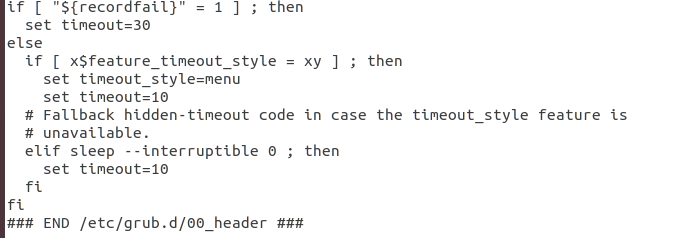 if [ "${recordfail}" = 1 ] ; then
  set timeout=30
else
  if [ x$feature_timeout_style = xy ] ; then
    set timeout_style=menu
    set timeout=10
  # Fallback hidden-timeout code in case the timeout_style feature is
  # unavailable.
  elif sleep --interruptible 0 ; then
    set timeout=10
  fi
fi
### END /etc/grub.d/00_header ###